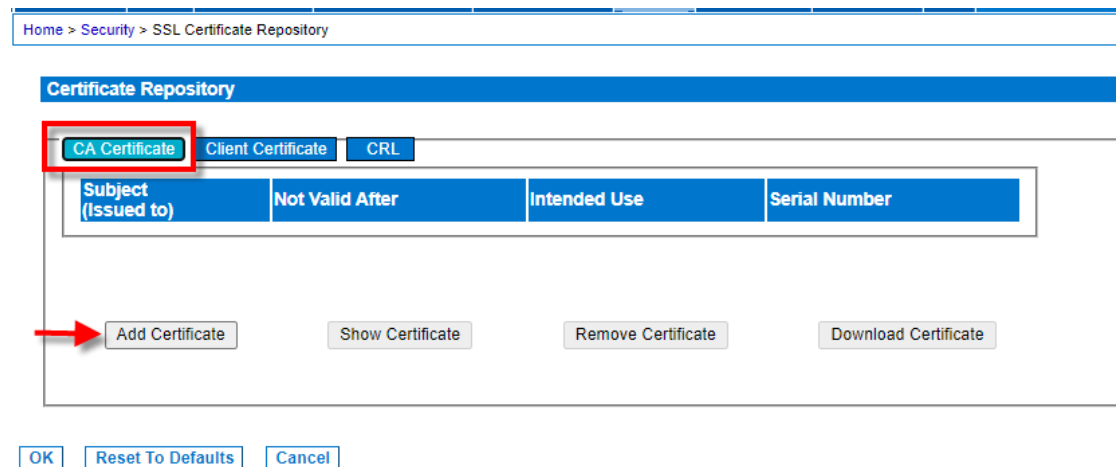 Home > Security > SSL Certificate Repository
Certificate Repository
CA Certificate Client Certificate CRL
Subject
(Issued to) Not Valid After Intended Use Serial Number
Add Certificate Show Certificate Remove Certificate Download Certificate
OK Reset To Defaults Cancel